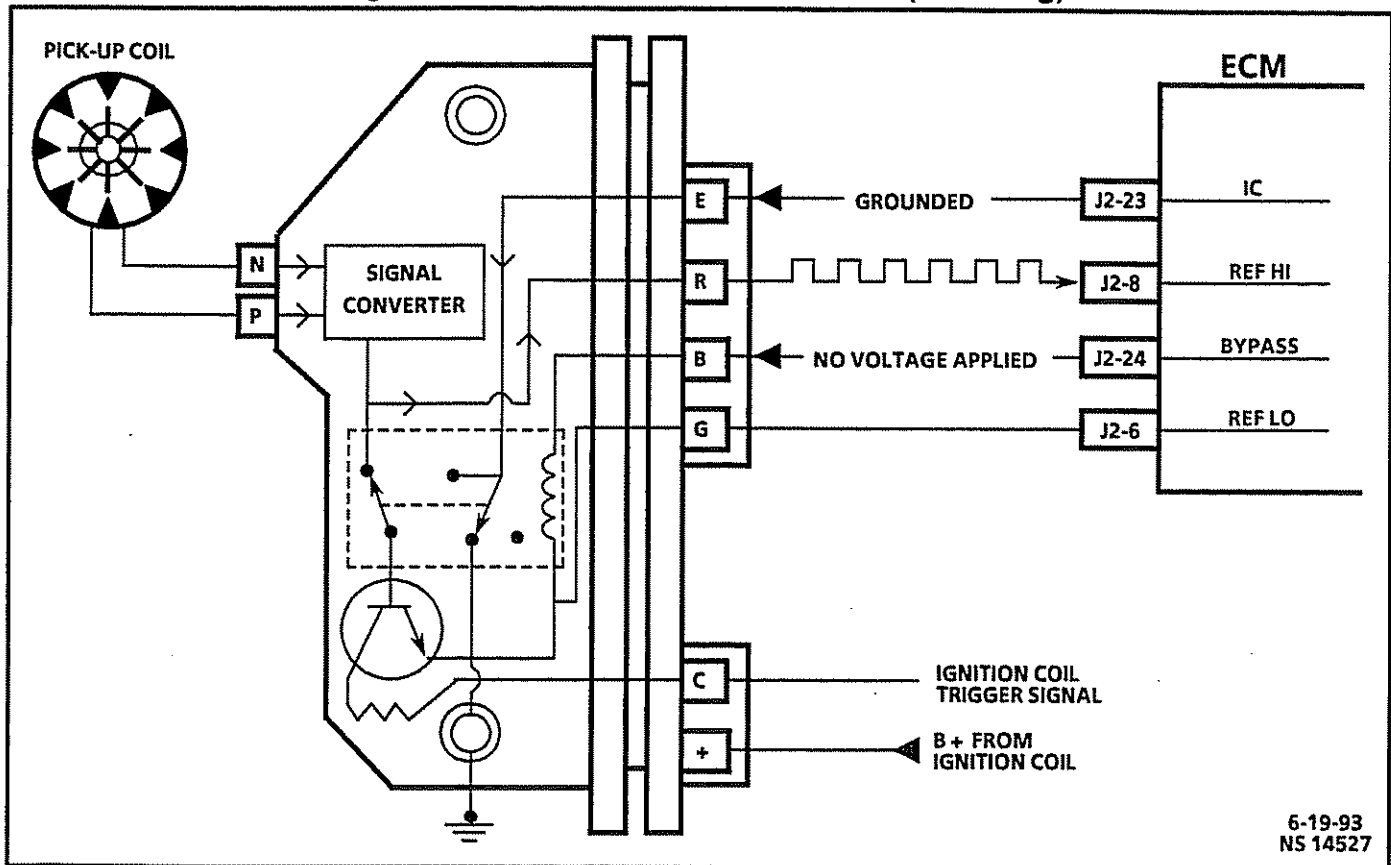 PICK-UP COIL
ECM
N
P
SIGNAL
CONVERTER
E
GROUNDED
J2-23
IC
R
J2-8
REF HI
B
NO VOLTAGE APPLIED
J2-24
BYPASS
G
J2-6
REF LO
C
IGNITION COIL
TRIGGER SIGNAL
+
B + FROM
IGNITION COIL
6-19-93
NS 14527